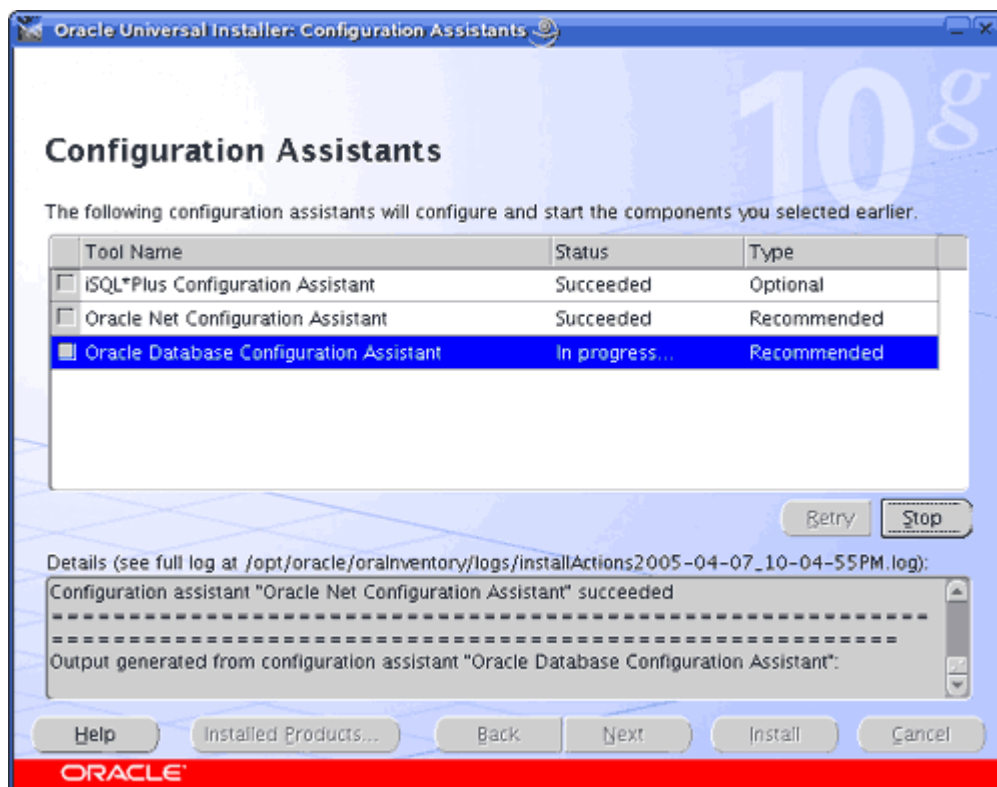 Oracle Universal Installer: Configuration Assistants
10g
Configuration Assistants
The following configuration assistants will configure and start the components you selected earlier.
Tool Name Status Type
iSQL*Plus Configuration Assistant Succeeded Optional
Oracle Net Configuration Assistant Succeeded Recommended
Oracle Database Configuration Assistant In progress... Recommended
Retry Stop
Details (see full log at /opt/oracle/oraInventory/logs/installActions2005-04-07_10-04-55PM.log):
Configuration assistant "Oracle Net Configuration Assistant" succeeded
Output generated from configuration assistant "Oracle Database Configuration Assistant":
Help Installed Products... Back Next Install Cancel
ORACLE